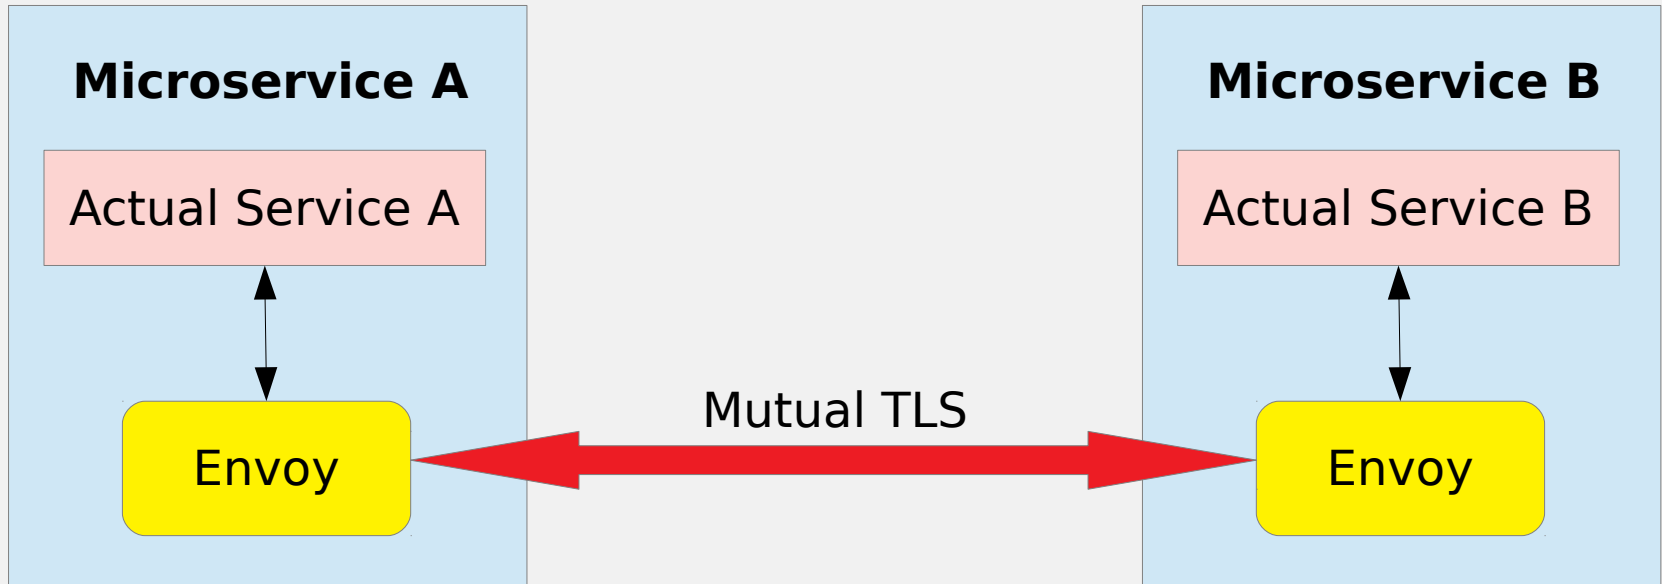 Microservice A
Microservice B
Actual Service A
Actual Service B
Mutual TLS
Envoy
Envoy